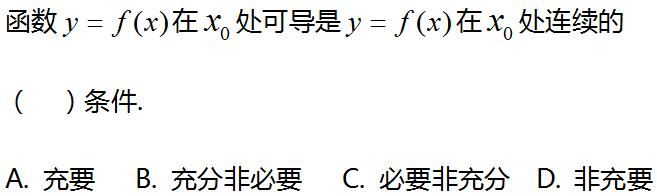 函数 y = f(x)在 x₀ 处可导是 y = f(x)在 x₀ 处连续的
(　　) 条件.
A. 充要　B. 充分非必要　C. 必要非充分　D. 非充要